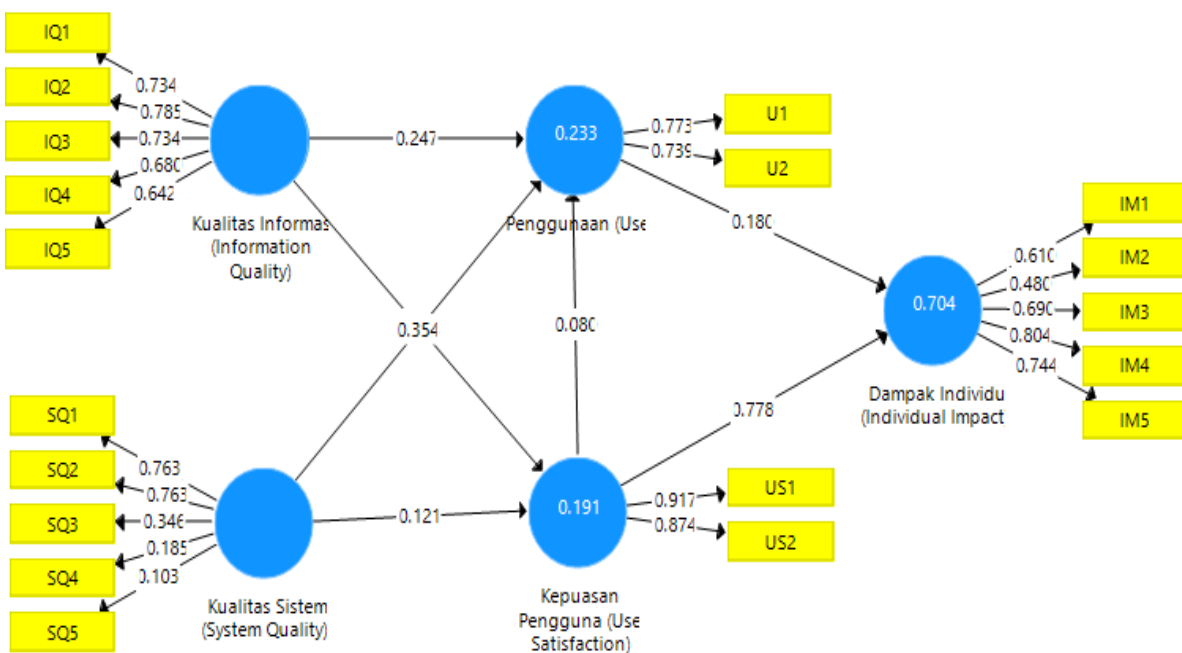 IQ1
IQ2
IQ3
IQ4
IQ5
0.734
0.785
0.734
0.680
0.642
Kualitas Informas
(Information
Quality)
0.247
0.354
0.233
Penggunaan (Use
0.773
0.739
U1
U2
0.180
0.080
SQ1
SQ2
SQ3
SQ4
SQ5
0.763
0.763
0.346
0.185
0.103
Kualitas Sistem
(System Quality)
0.121
0.191
Kepuasan
Pengguna (Use
Satisfaction)
0.917
0.874
US1
US2
0.778
0.704
Dampak Individu
(Individual Impact
0.610
0.480
0.690
0.804
0.744
IM1
IM2
IM3
IM4
IM5